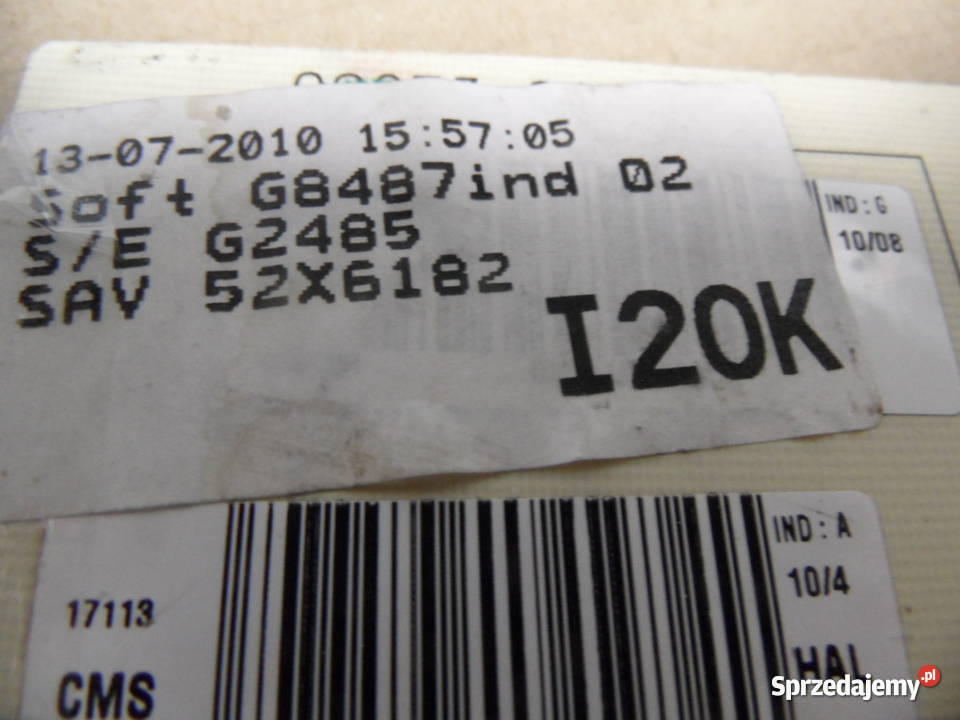 13-07-2010 15:57:05
Soft G8487ind 02
S/E G2485
SAV 52X6182
I20K
IND: G
10/08
IND: A
10/4
17113
HAL
CMS
Sprzedajemy.pl